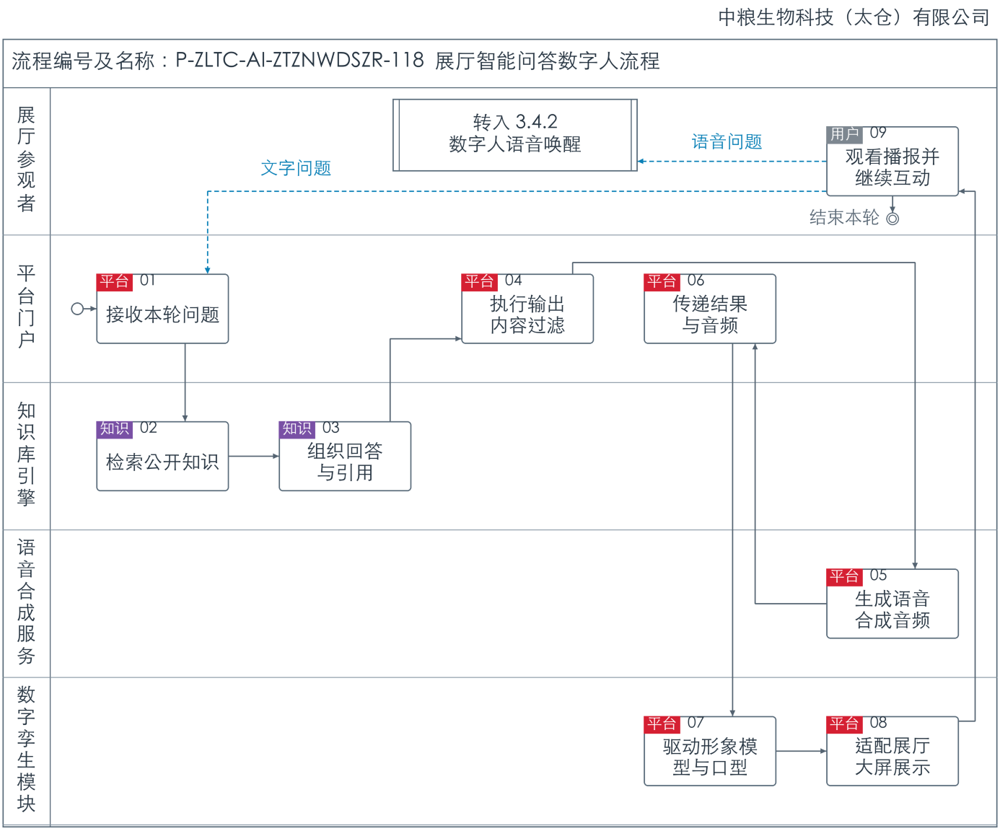 中粮生物科技（太仓）有限公司
流程编号及名称：P-ZLTC-AI-ZTZNWDSZR-118 展厅智能问答数字人流程
展厅参观者
转入 3.4.2
数字人语音唤醒
语音问题
文字问题
用户 09
观看播报并
继续互动
结束本轮
平台门户
平台 01
接收本轮问题
平台 04
执行输出
内容过滤
平台 06
传递结果
与音频
知识库引擎
知识 02
检索公开知识
知识 03
组织回答
与引用
语音合成服务
平台 05
生成语音
合成音频
数字孪生模块
平台 07
驱动形象模
型与口型
平台 08
适配展厅
大屏展示